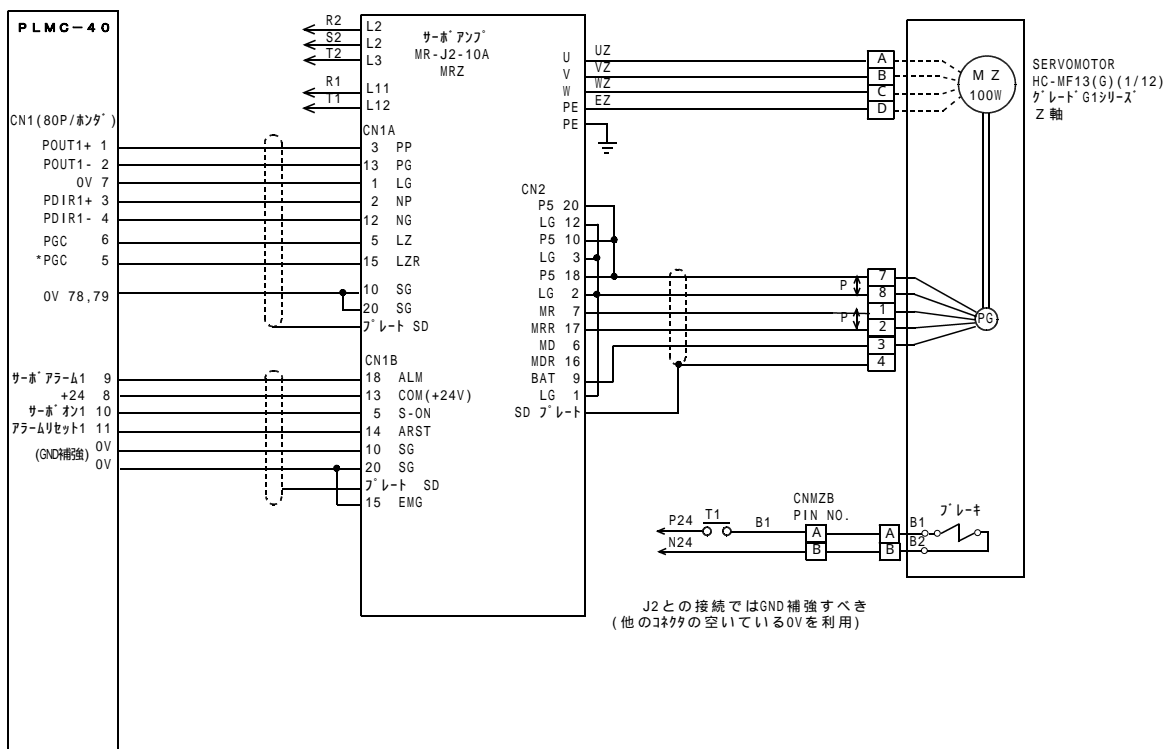 PLMC-40
CN1(80P/ホンダ)
POUT1+ 1
POUT1- 2
0V 7
PDIR1+ 3
PDIR1- 4
PGC 6
*PGC 5
0V 78,79
サーボアラーム1 9
+24 8
サーボオン1 10
アラームリセット1 11
(GND補強) 0V
0V
R2
S2
T2
R1
T1
L2
L2
L3
L11
L12
サーボアンプ
MR-J2-10A
MRZ
CN1A
3 PP
13 PG
1 LG
2 NP
12 NG
5 LZ
15 LZR
10 SG
20 SG
プレート SD
CN1B
18 ALM
13 COM(+24V)
5 S-ON
14 ARST
10 SG
20 SG
プレート SD
15 EMG
U
V
W
PE
PE
CN2
P5 20
LG 12
P5 10
LG 3
P5 18
LG 2
MR 7
MRR 17
MD 6
MDR 16
BAT 9
LG 1
SD プレート
UZ
VZ
WZ
EZ
A
B
C
D
MZ
100W
SERVOMOTOR
HC-MF13(G)(1/12)
グレードG1シリーズ
Z軸
P
P
7
8
1
2
3
4
PG
P24
T1
B1
N24
CNMZB
PIN NO.
A
B
A
B
B1
B2
ブレーキ
J2との接続ではGND補強すべき
(他のコネクタの空いている0Vを利用)